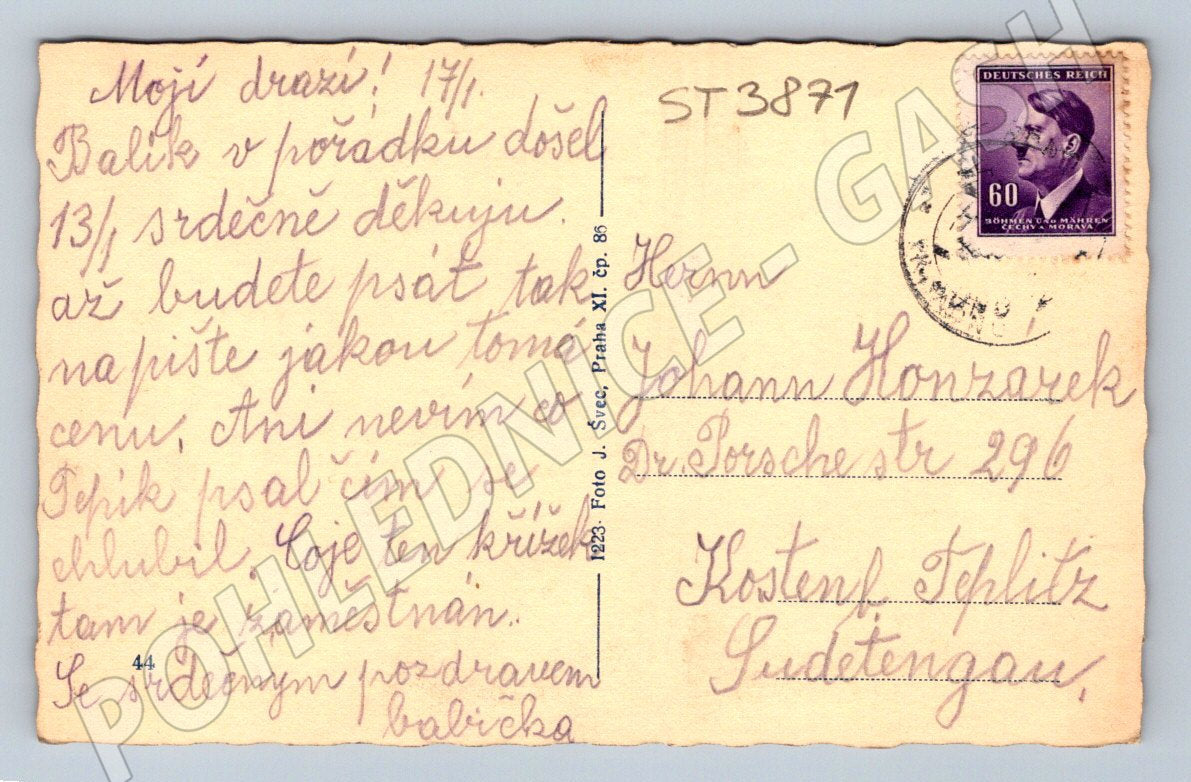 Mojí drazí! 17/1.
Balík v pořádku došel
13/1 srdečně děkuju.
až budete psát tak
napište jakou tomá
cenu. Ani nevím co
Pepík psal čím se
chlubil. Coje ten křížek
tam je zaměstnán.
Se srdečným pozdravem
babička
44
1223 Foto J. Švec, Praha XI. čp. 86
ST3871
DEUTSCHES REICH
60
BÖHMEN UND MÄHREN
ČECHY A MORAVA
Herrn
Johann Honzarek
Dr. Porsche str 296
Kosten b. Teplitz
Sudetengau.
POHLEDNICE - GASH